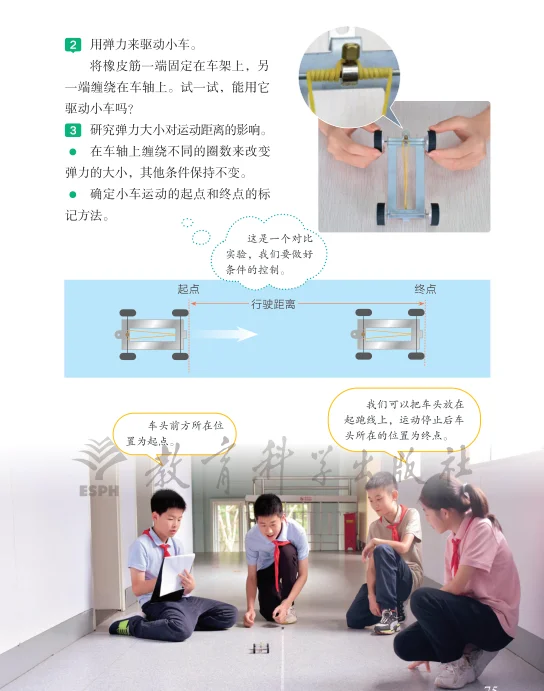 2 用弹力来驱动小车。
将橡皮筋一端固定在车架上，另
一端缠绕在车轴上。试一试，能用它
驱动小车吗？
3 研究弹力大小对运动距离的影响。
● 在车轴上缠绕不同的圈数来改变
弹力的大小，其他条件保持不变。
● 确定小车运动的起点和终点的标
记方法。
这是一个对比
实验，我们要做好
条件的控制。
起点
终点
行驶距离
车头前方所在位
置为起点。
我们可以把车头放在
起跑线上，运动停止后车
头所在的位置为终点。
ESPH
教育科学出版社
75